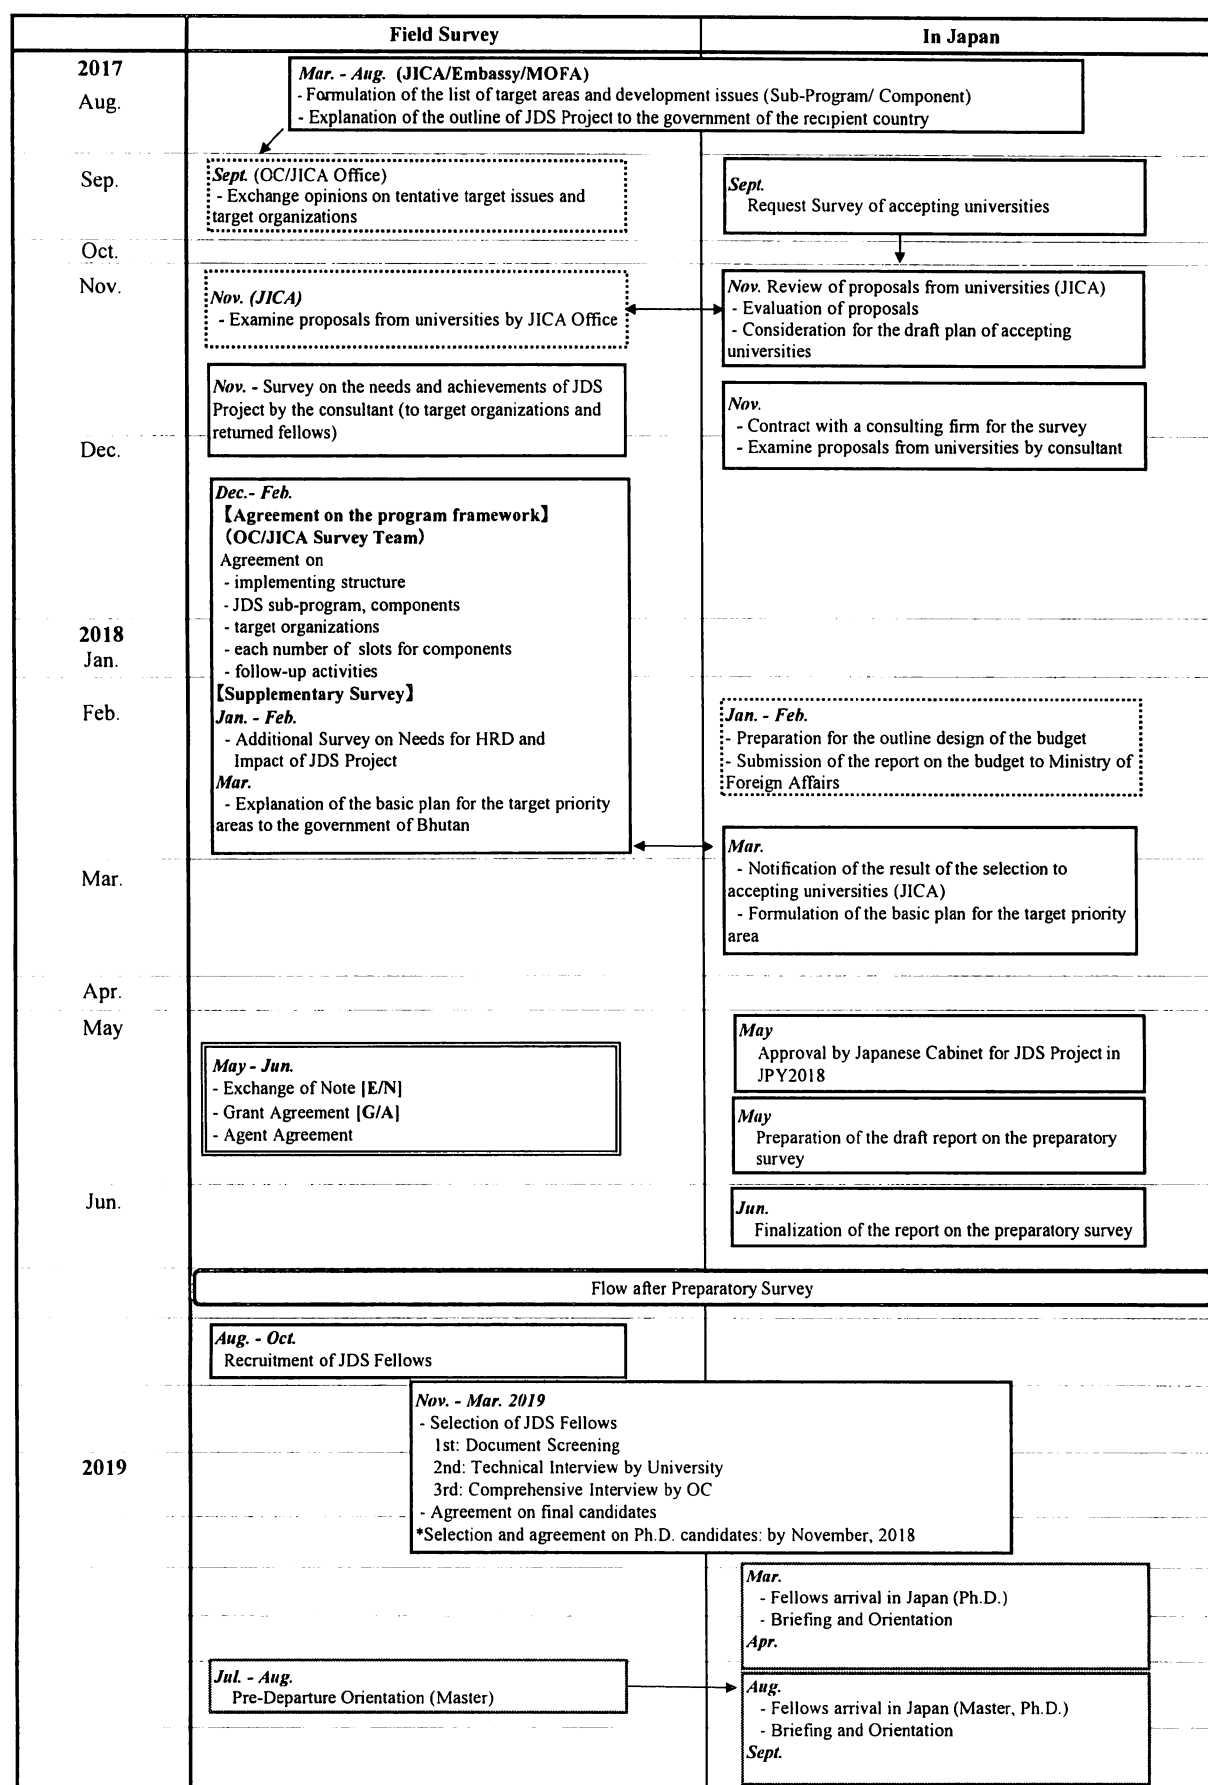 Field Survey
In Japan
2017
Aug.
Mar. - Aug. (JICA/Embassy/MOFA)
- Formulation of the list of target areas and development issues (Sub-Program/ Component)
- Explanation of the outline of JDS Project to the government of the recipient country
Sep.
Sept. (OC/JICA Office)
- Exchange opinions on tentative target issues and
target organizations
Sept.
Request Survey of accepting universities
Oct.
Nov.
Nov. (JICA)
- Examine proposals from universities by JICA Office
Nov. Review of proposals from universities (JICA)
- Evaluation of proposals
- Consideration for the draft plan of accepting
universities
Nov. - Survey on the needs and achievements of JDS
Project by the consultant (to target organizations and
returned fellows)
Nov.
- Contract with a consulting firm for the survey
- Examine proposals from universities by consultant
Dec.
Dec.- Feb.
【Agreement on the program framework】
(OC/JICA Survey Team)
Agreement on
- implementing structure
- JDS sub-program, components
- target organizations
- each number of slots for components
- follow-up activities
【Supplementary Survey】
Jan. - Feb.
- Additional Survey on Needs for HRD and
Impact of JDS Project
Mar.
- Explanation of the basic plan for the target priority
areas to the government of Bhutan
2018
Jan.
Feb.
Jan. - Feb.
- Preparation for the outline design of the budget
- Submission of the report on the budget to Ministry of
Foreign Affairs
Mar.
Mar.
- Notification of the result of the selection to
accepting universities (JICA)
- Formulation of the basic plan for the target priority
area
Apr.
May
May - Jun.
- Exchange of Note [E/N]
- Grant Agreement [G/A]
- Agent Agreement
May
Approval by Japanese Cabinet for JDS Project in
JPY2018
May
Preparation of the draft report on the preparatory
survey
Jun.
Jun.
Finalization of the report on the preparatory survey
Flow after Preparatory Survey
Aug. - Oct.
Recruitment of JDS Fellows
Nov. - Mar. 2019
- Selection of JDS Fellows
1st: Document Screening
2nd: Technical Interview by University
3rd: Comprehensive Interview by OC
- Agreement on final candidates
*Selection and agreement on Ph.D. candidates: by November, 2018
2019
Mar.
- Fellows arrival in Japan (Ph.D.)
- Briefing and Orientation
Apr.
Jul. - Aug.
Pre-Departure Orientation (Master)
Aug.
- Fellows arrival in Japan (Master, Ph.D.)
- Briefing and Orientation
Sept.